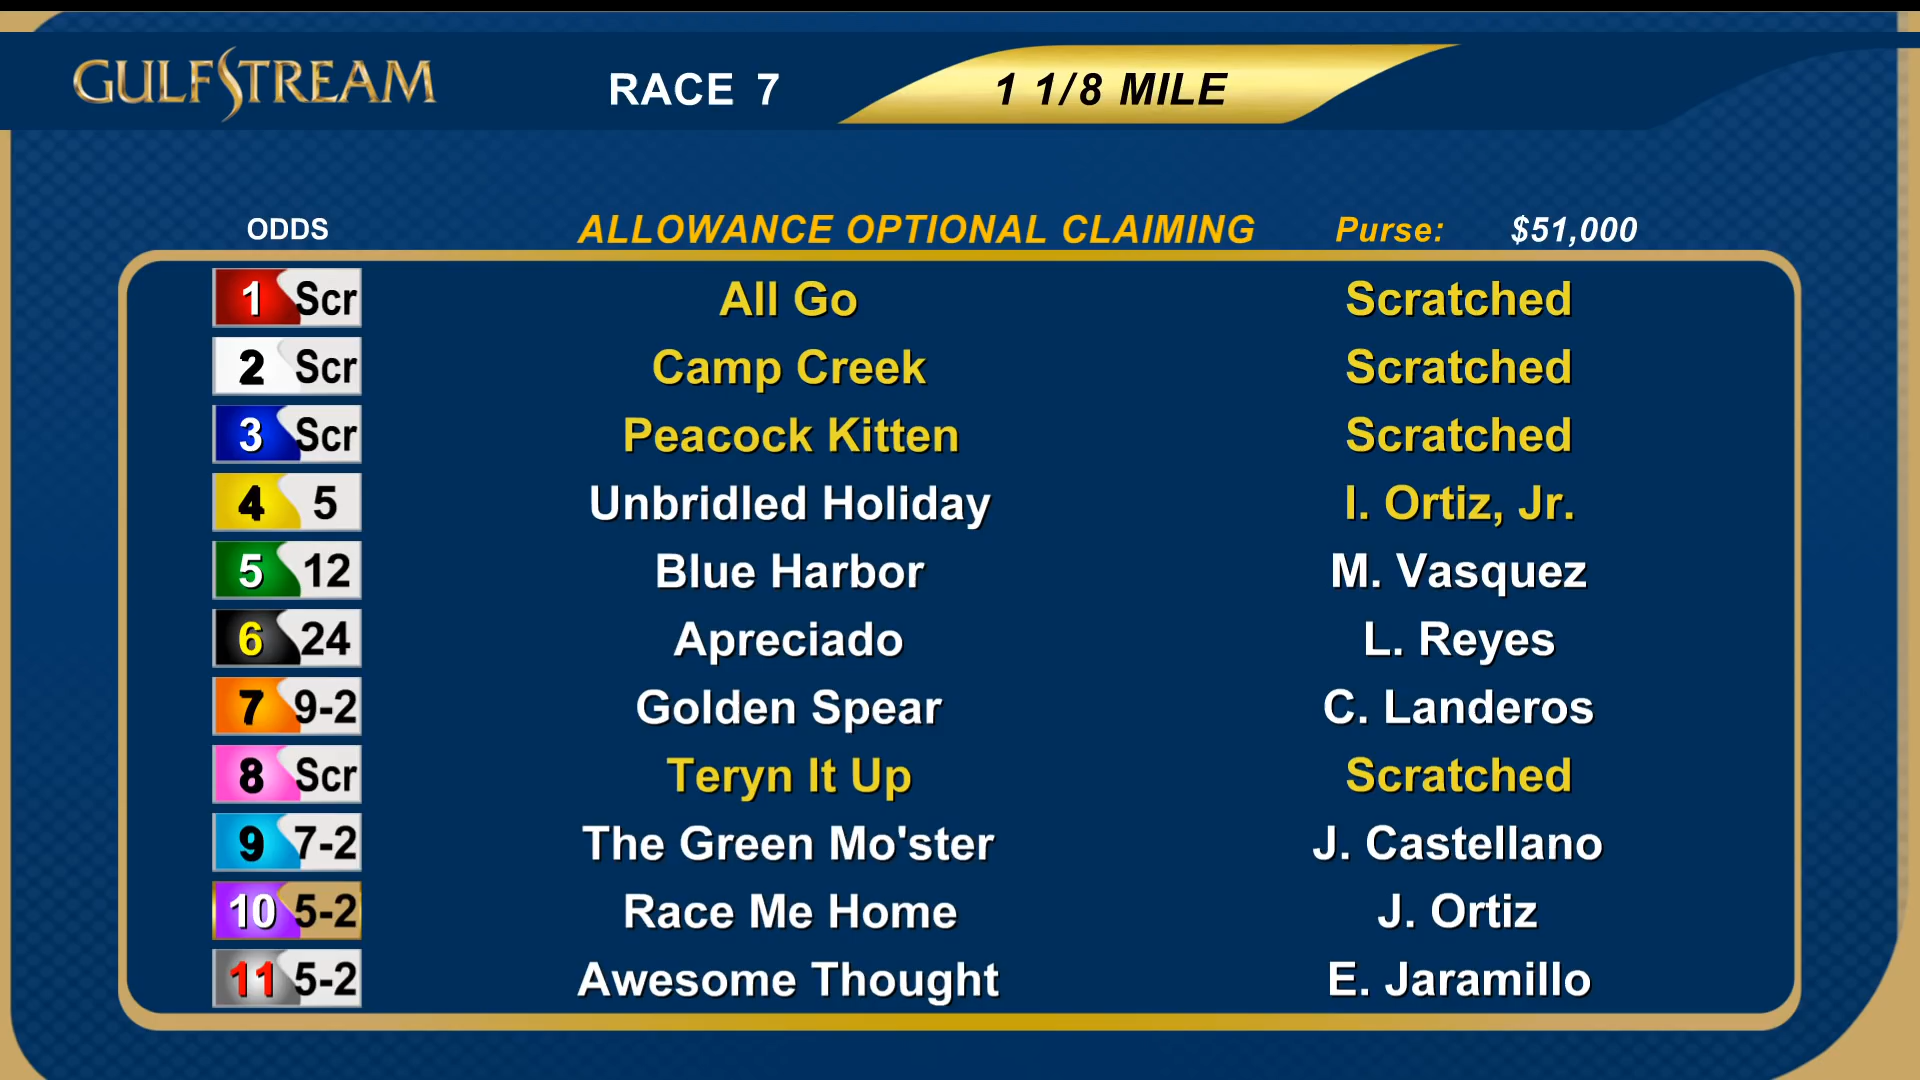 GULFSTREAM RACE 7 1 1/8 MILE
ODDS ALLOWANCE OPTIONAL CLAIMING Purse: $51,000
1 Scr All Go Scratched
2 Scr Camp Creek Scratched
3 Scr Peacock Kitten Scratched
4 5 Unbridled Holiday I. Ortiz, Jr.
5 12 Blue Harbor M. Vasquez
6 24 Apreciado L. Reyes
7 9-2 Golden Spear C. Landeros
8 Scr Teryn It Up Scratched
9 7-2 The Green Mo'ster J. Castellano
10 5-2 Race Me Home J. Ortiz
11 5-2 Awesome Thought E. Jaramillo